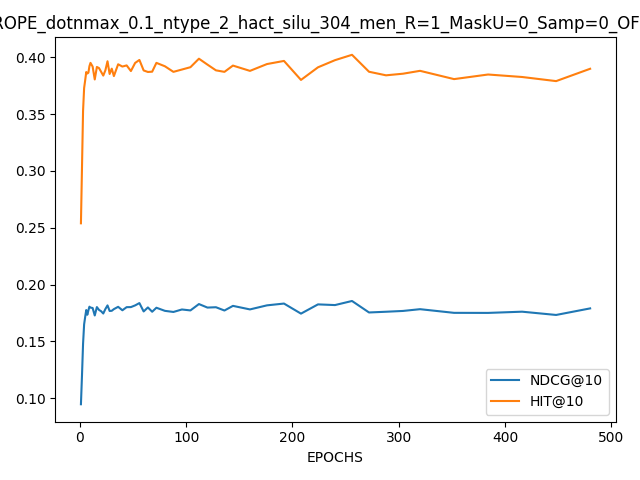 ROPE_dotnmax_0.1_ntype_2_hact_silu_304_men_R=1_MaskU=0_Samp=0_OF
0.40
0.35
0.30
0.25
0.20
0.15
0.10
NDCG@10
HIT@10
0 100 200 300 400 500
EPOCHS